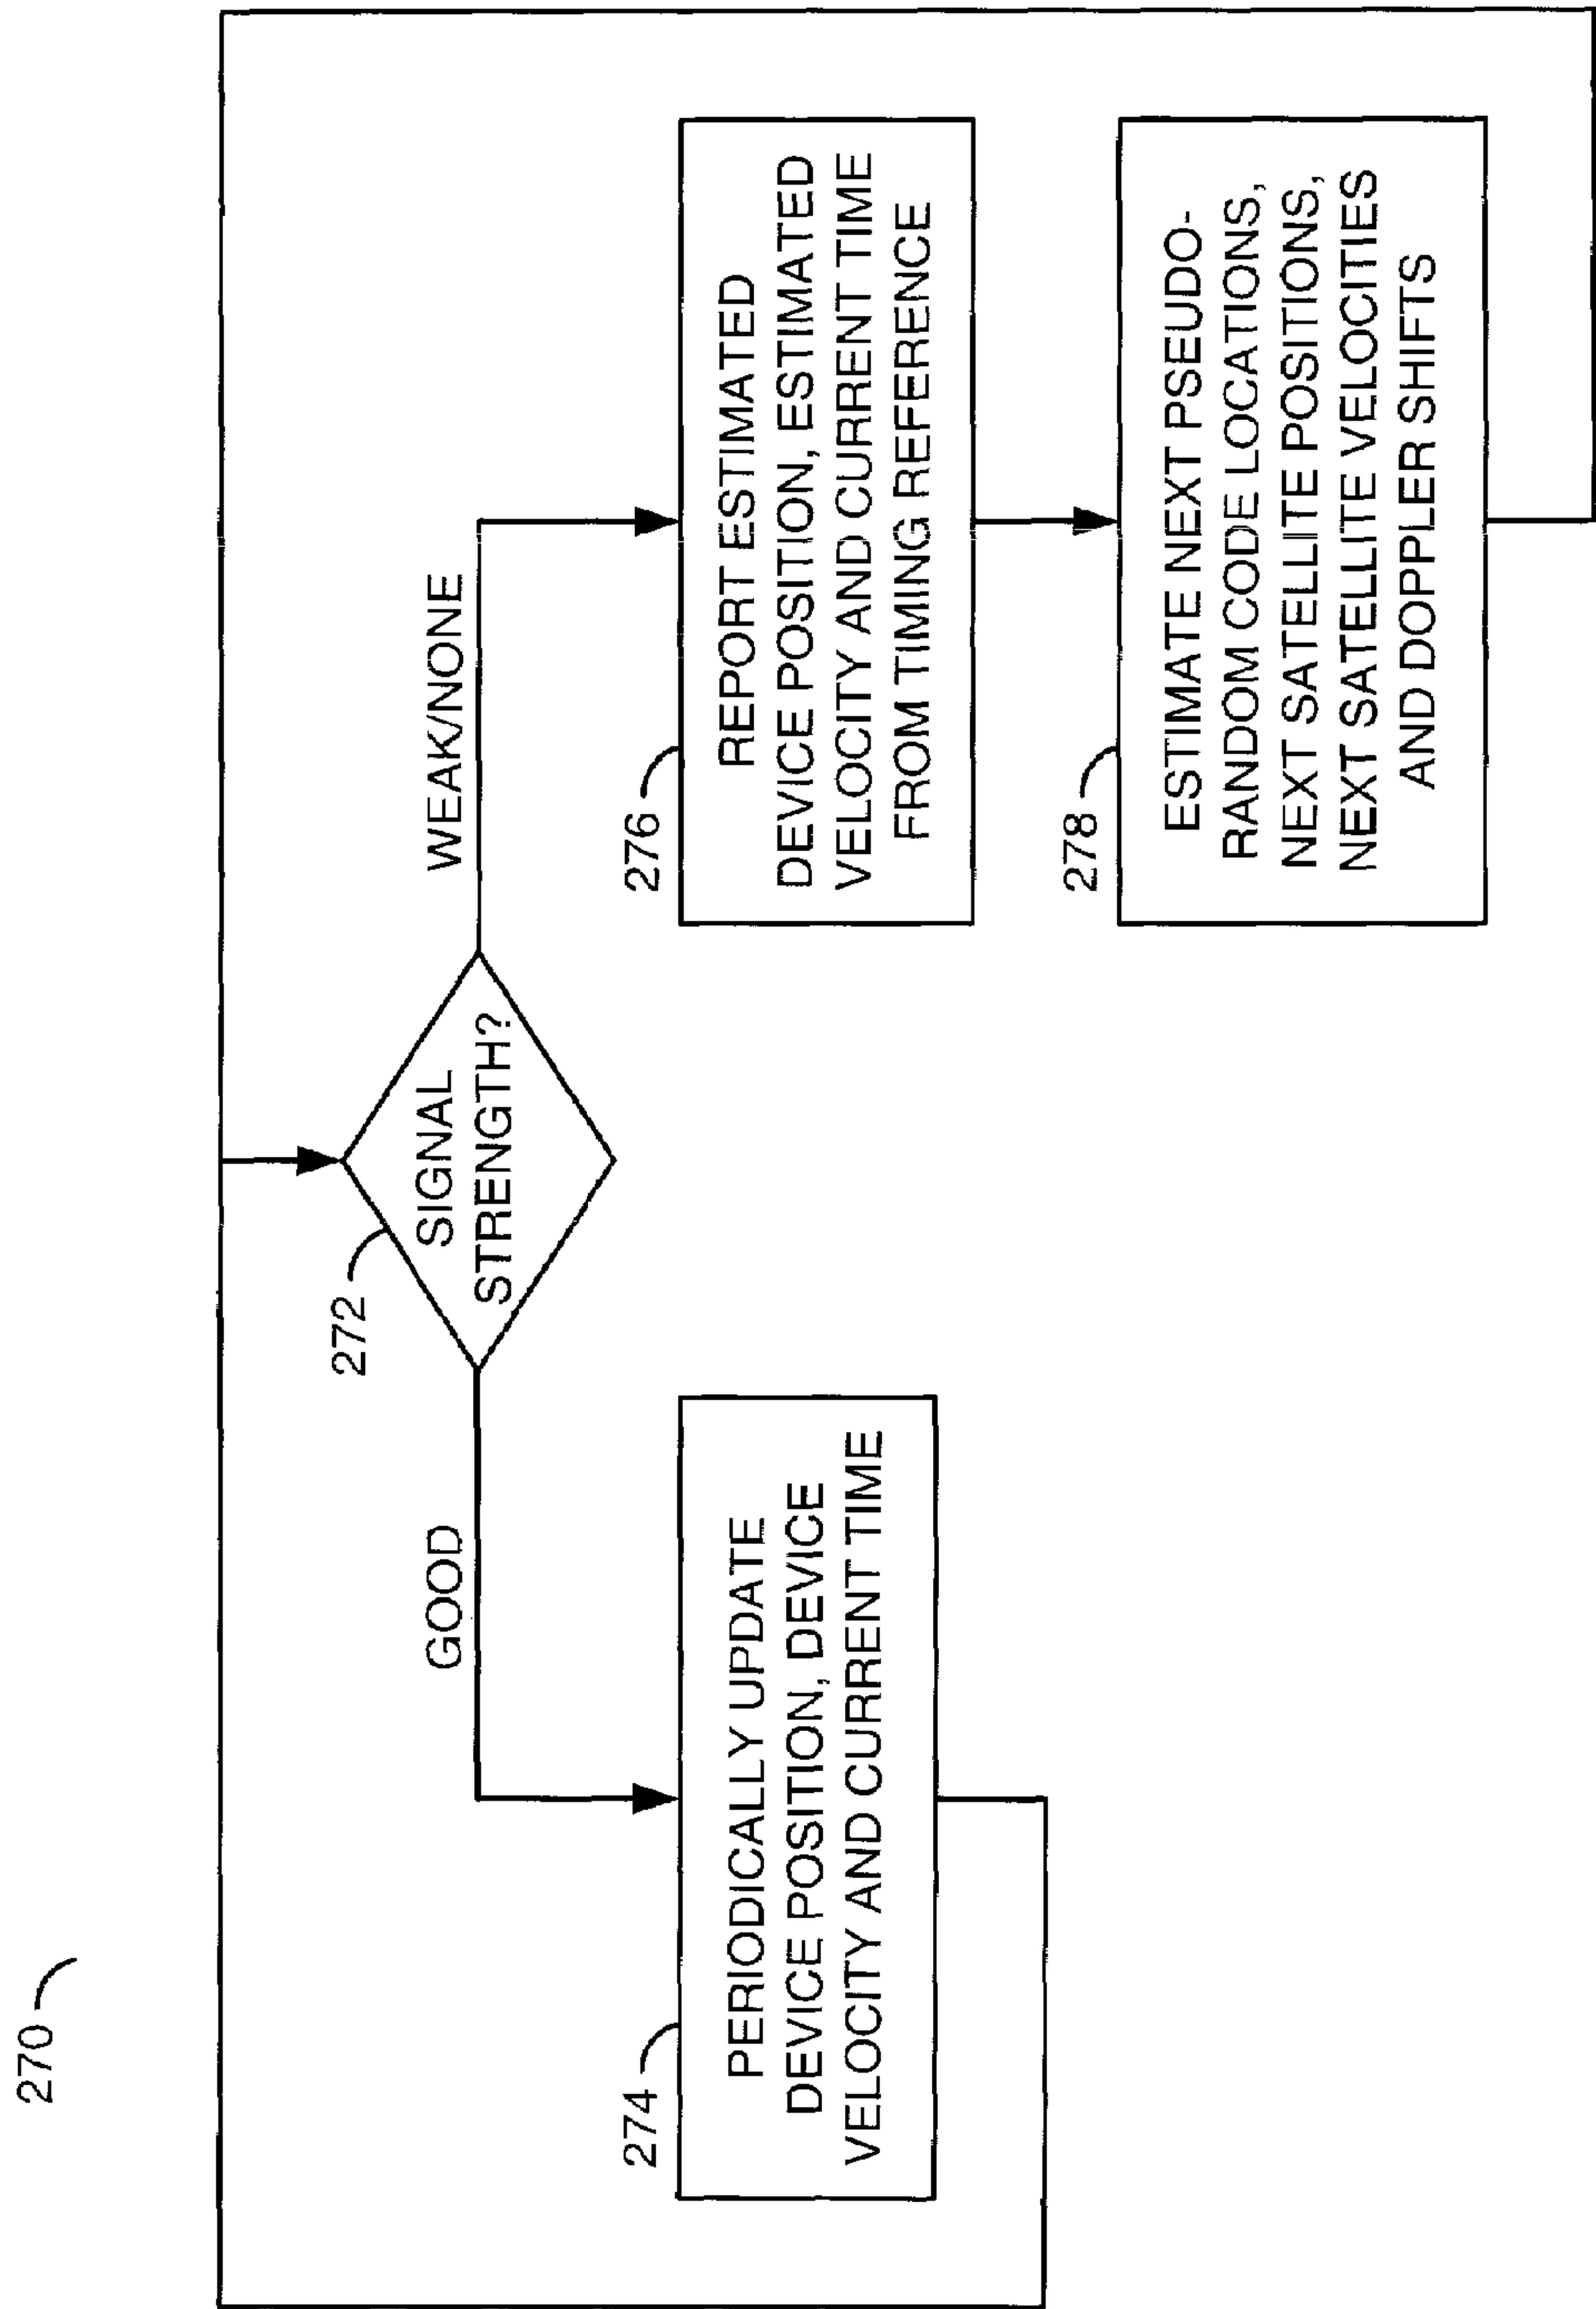 270
272
SIGNAL
STRENGTH?
GOOD
WEAK/NONE
274
PERIODICALLY UPDATE
DEVICE POSITION, DEVICE
VELOCITY AND CURRENT TIME
276
REPORT ESTIMATED
DEVICE POSITION, ESTIMATED
VELOCITY AND CURRENT TIME
FROM TIMING REFERENCE
278
ESTIMATE NEXT PSEUDO-
RANDOM CODE LOCATIONS,
NEXT SATELLITE POSITIONS,
NEXT SATELLITE VELOCITIES
AND DOPPLER SHIFTS